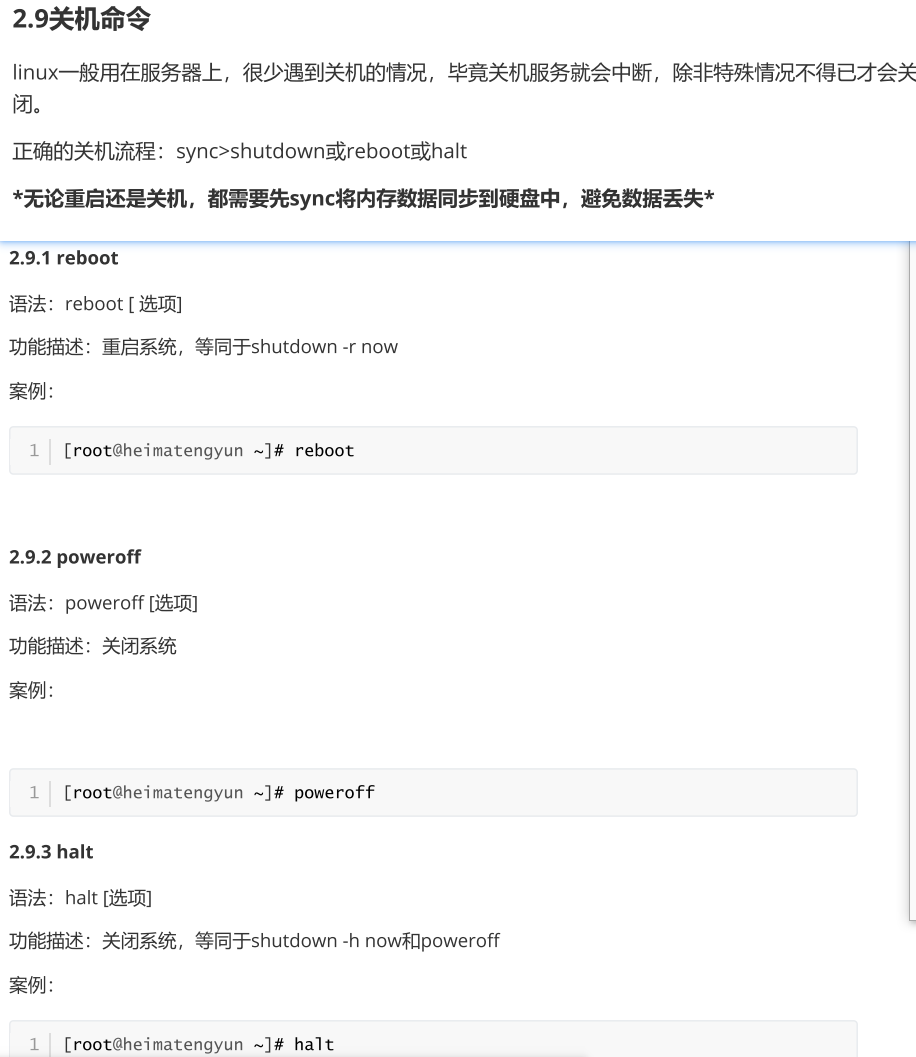 2.9关机命令
linux一般用在服务器上，很少遇到关机的情况，毕竟关机服务就会中断，除非特殊情况不得已才会关
闭。
正确的关机流程：sync>shutdown或reboot或halt
*无论重启还是关机，都需要先sync将内存数据同步到硬盘中，避免数据丢失*
2.9.1 reboot
语法：reboot [ 选项]
功能描述：重启系统，等同于shutdown -r now
案例：
1 [root@heimatengyun ~]# reboot
2.9.2 poweroff
语法：poweroff [选项]
功能描述：关闭系统
案例：
1 [root@heimatengyun ~]# poweroff
2.9.3 halt
语法：halt [选项]
功能描述：关闭系统，等同于shutdown -h now和poweroff
案例：
1 [root@heimatengyun ~]# halt